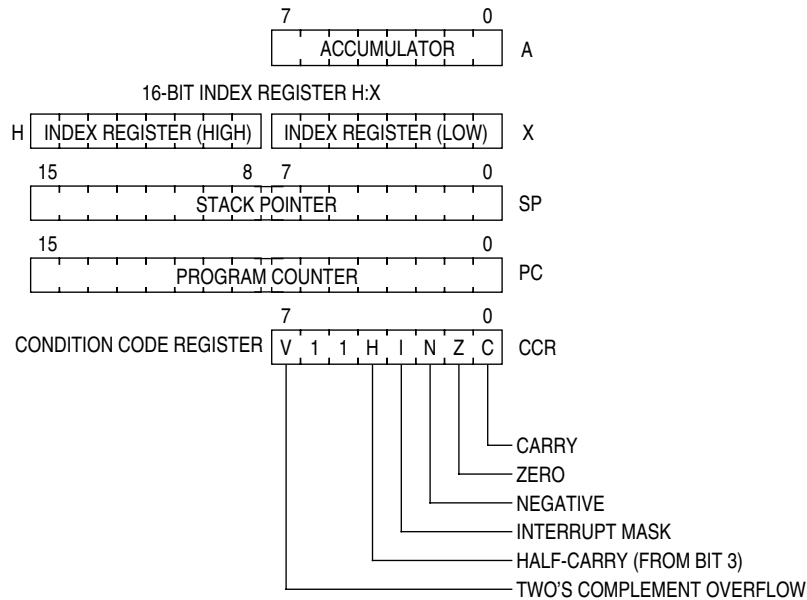 7 0
ACCUMULATOR A
16-BIT INDEX REGISTER H:X
H INDEX REGISTER (HIGH) INDEX REGISTER (LOW) X
15 8 7 0
STACK POINTER SP
15 0
PROGRAM COUNTER PC
7 0
CONDITION CODE REGISTER V 1 1 H I N Z C CCR
CARRY
ZERO
NEGATIVE
INTERRUPT MASK
HALF-CARRY (FROM BIT 3)
TWO'S COMPLEMENT OVERFLOW